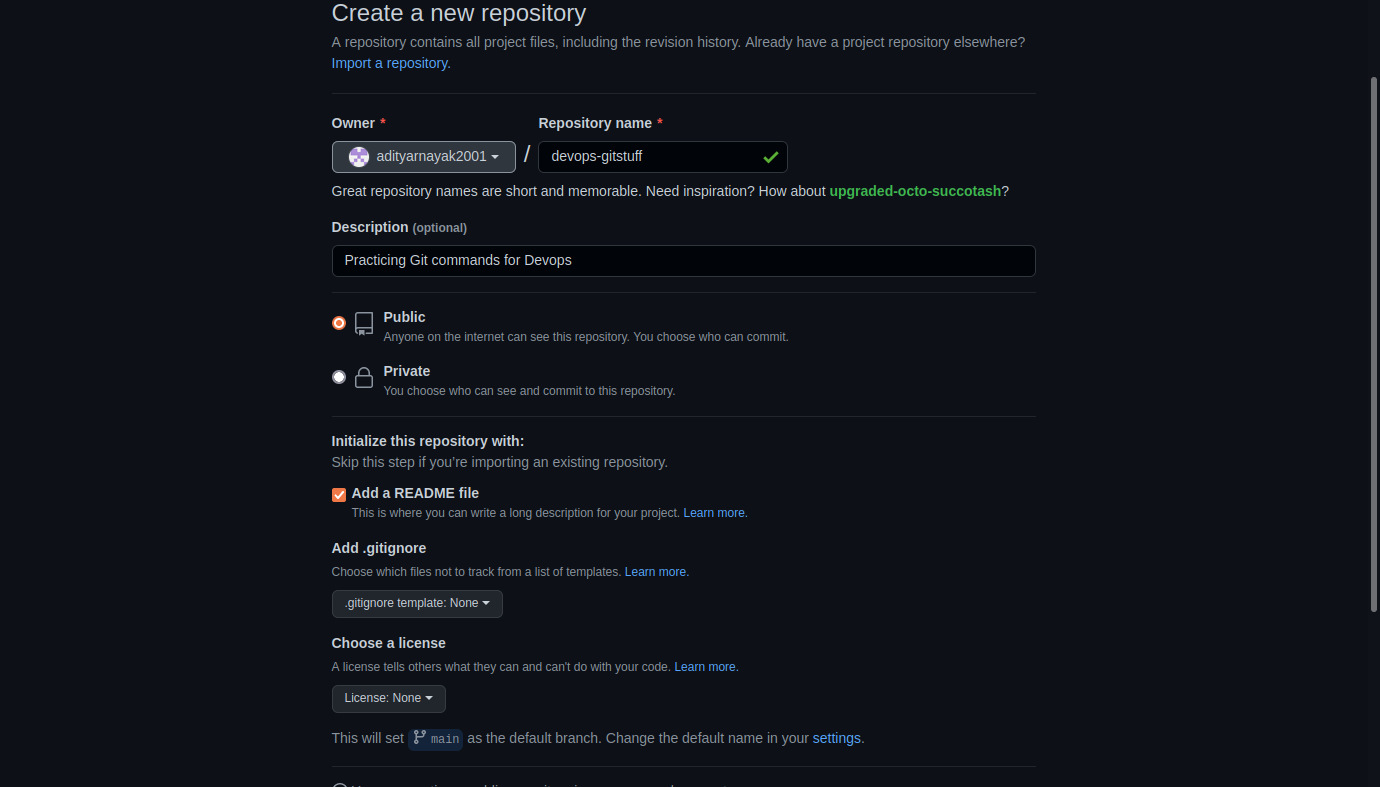 Create a new repository
A repository contains all project files, including the revision history. Already have a project repository elsewhere?
Import a repository.
Owner * Repository name *
adityarnayak2001 / devops-gitstuff
Great repository names are short and memorable. Need inspiration? How about upgraded-octo-succotash?
Description (optional)
Practicing Git commands for Devops
Public
Anyone on the internet can see this repository. You choose who can commit.
Private
You choose who can see and commit to this repository.
Initialize this repository with:
Skip this step if you’re importing an existing repository.
Add a README file
This is where you can write a long description for your project. Learn more.
Add .gitignore
Choose which files not to track from a list of templates. Learn more.
.gitignore template: None
Choose a license
A license tells others what they can and can't do with your code. Learn more.
License: None
This will set main as the default branch. Change the default name in your settings.